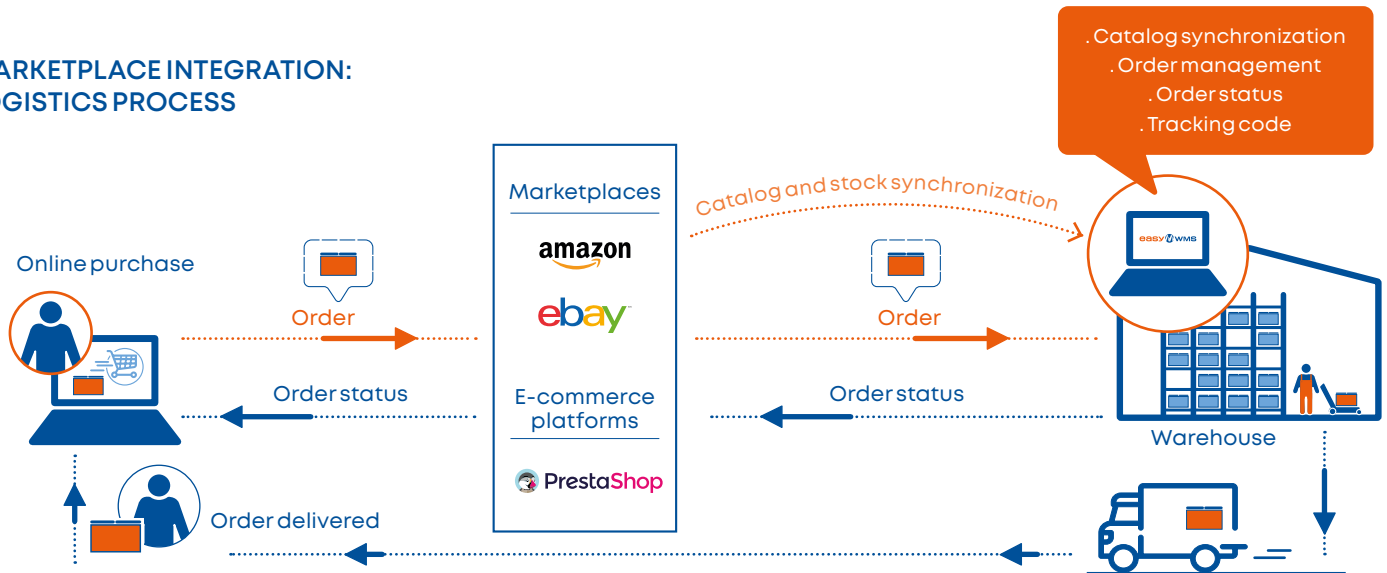 ARKETPLACE INTEGRATION:
OGISTICS PROCESS
. Catalog synchronization
. Order management
. Order status
. Tracking code
Marketplaces
Catalog and stock synchronization
amazon
easy WMS
Online purchase
ebay™
Order
Order
Order status
E-commerce
platforms
Order status
Warehouse
PrestaShop
Order delivered